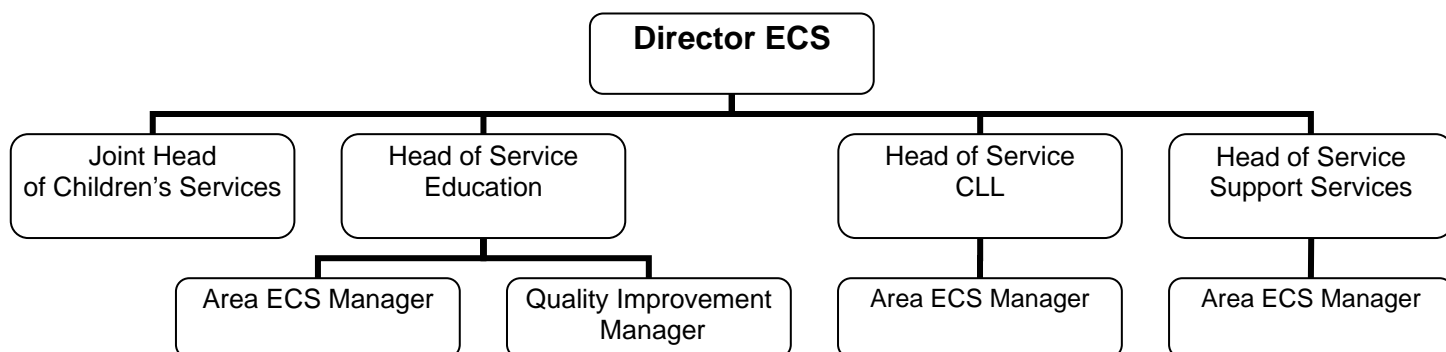 Director ECS
Joint Head
of Children’s Services
Head of Service
Education
Head of Service
CLL
Head of Service
Support Services
Area ECS Manager
Quality Improvement
Manager
Area ECS Manager
Area ECS Manager